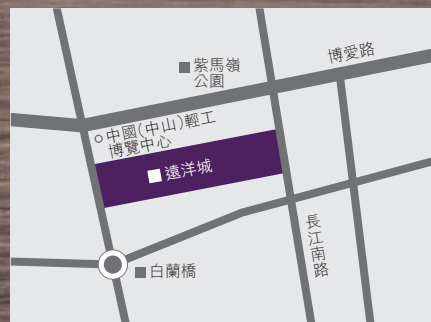 紫馬嶺
公園
博愛路
中國(中山)輕工
博覽中心
遠洋城
長江南路
白蘭橋